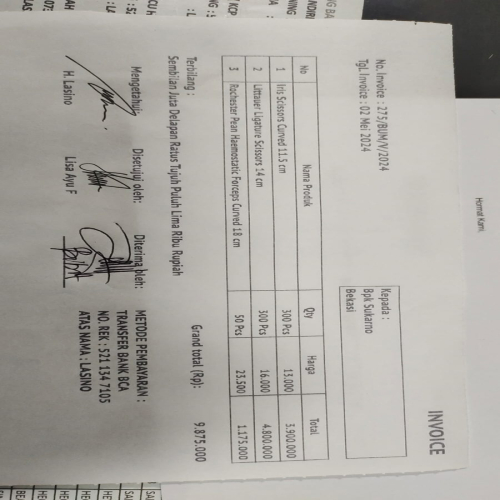 INVOICE
No. Invoice : 275/BUM/V/2024
Tgl. Invoice : 02 Mei 2024
Kepada :
Bpk Sukarno
Bekasi
No Nama Produk Qty Harga Total
1 Iris Scissors Curved 11.5 cm 300 Pcs 13.000 3.900.000
2 Littauer Ligature Scissors 14 cm 300 Pcs 16.000 4.800.000
3 Rochester Pean Haemostatic Forceps Curved 18 cm 50 Pcs 23.500 1.175.000
Grand total (Rp): 9.875.000
Terbilang :
Sembilan Juta Delapan Ratus Tujuh Puluh Lima Ribu Rupiah
Mengetahui, Disetujui oleh: Diterima oleh:
H. Lasino Lisa Ayu F
METODE PEMBAYARAN :
TRANSFER BANK BCA
NO. REK : 521 134 7105
ATAS NAMA : LASINO
Hormat Kami,